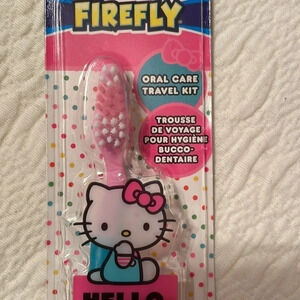 FIREFLY
ORAL CARE
TRAVEL KIT
TROUSSE
DE VOYAGE
POUR HYGIÈNE
BUCCO-
DENTAIRE
HELLO